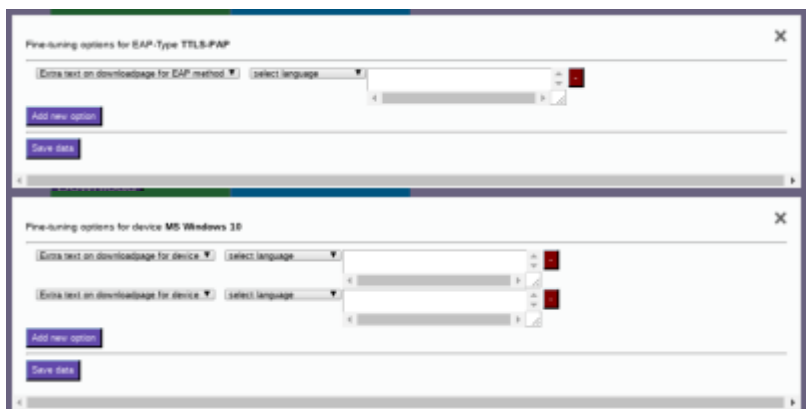 Fine-tuning options for EAP-Type TTLS-PAP
Extra text on downloadpage for EAP method select language
-
Add new option
Save data
Fine-tuning options for device MS Windows 10
Extra text on downloadpage for device select language
-
Extra text on downloadpage for device select language
-
Add new option
Save data